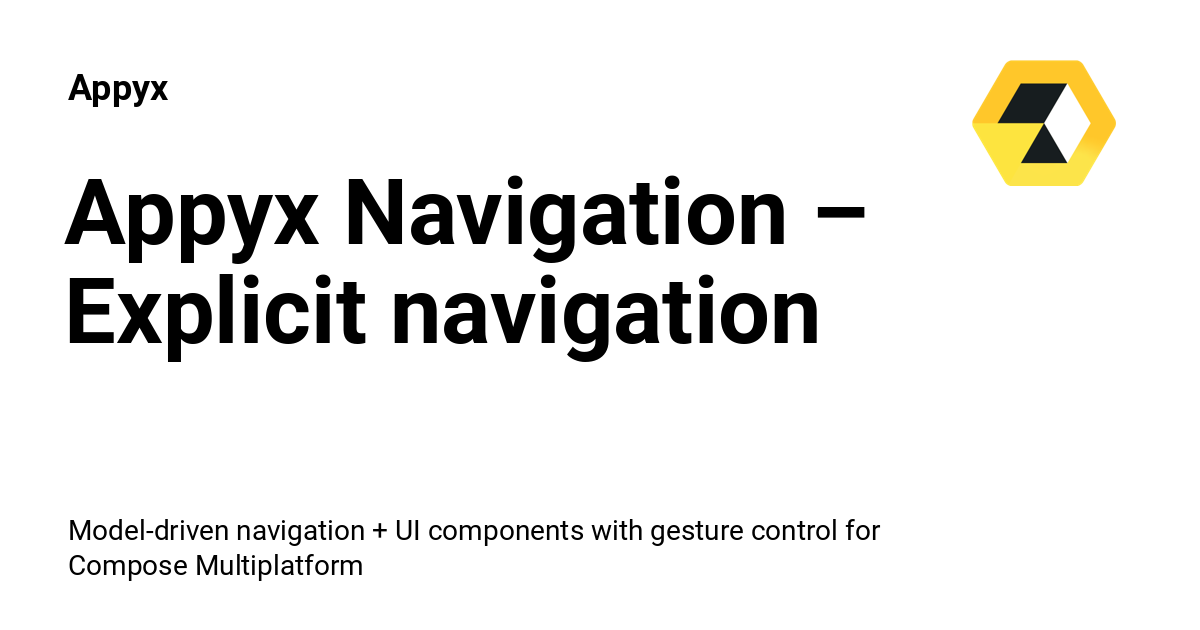 Appyx
Appyx Navigation –
Explicit navigation
Model-driven navigation + UI components with gesture control for
Compose Multiplatform